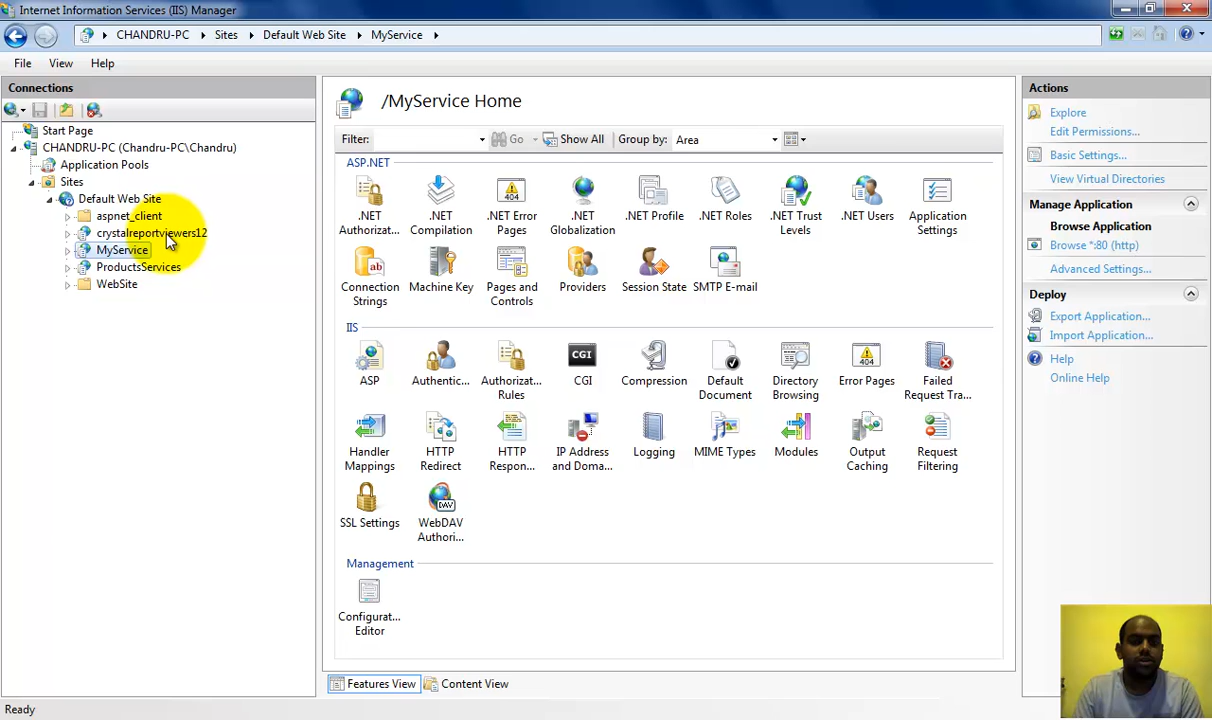 Internet Information Services (IIS) Manager
CHANDRU-PC Sites Default Web Site MyService
File View Help
Connections
Start Page
CHANDRU-PC (Chandru-PC\Chandru)
Application Pools
Sites
Default Web Site
aspnet_client
crystalreportviewers12
MyService
ProductsServices
WebSite
/MyService Home
Filter: Go Show All Group by: Area
ASP.NET
.NET Authorizat...
.NET Compilation
.NET Error Pages
.NET Globalization
.NET Profile
.NET Roles
.NET Trust Levels
.NET Users
Application Settings
Connection Strings
Machine Key
Pages and Controls
Providers
Session State
SMTP E-mail
IIS
ASP
Authentic...
Authorizat... Rules
CGI
Compression
Default Document
Directory Browsing
Error Pages
Failed Request Tra...
Handler Mappings
HTTP Redirect
HTTP Respon...
IP Address and Doma...
Logging
MIME Types
Modules
Output Caching
Request Filtering
SSL Settings
WebDAV Authori...
Management
Configurat... Editor
Features View Content View
Actions
Explore
Edit Permissions...
Basic Settings...
View Virtual Directories
Manage Application
Browse Application
Browse *:80 (http)
Advanced Settings...
Deploy
Export Application...
Import Application...
Help
Online Help
Ready